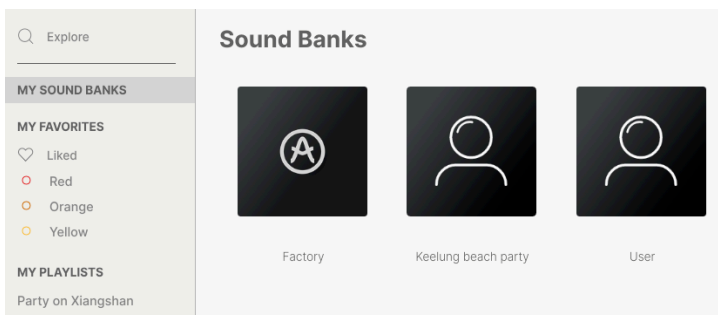 Explore
MY SOUND BANKS
MY FAVORITES
Liked
Red
Orange
Yellow
MY PLAYLISTS
Party on Xiangshan
Sound Banks
Factory
Keelung beach party
User